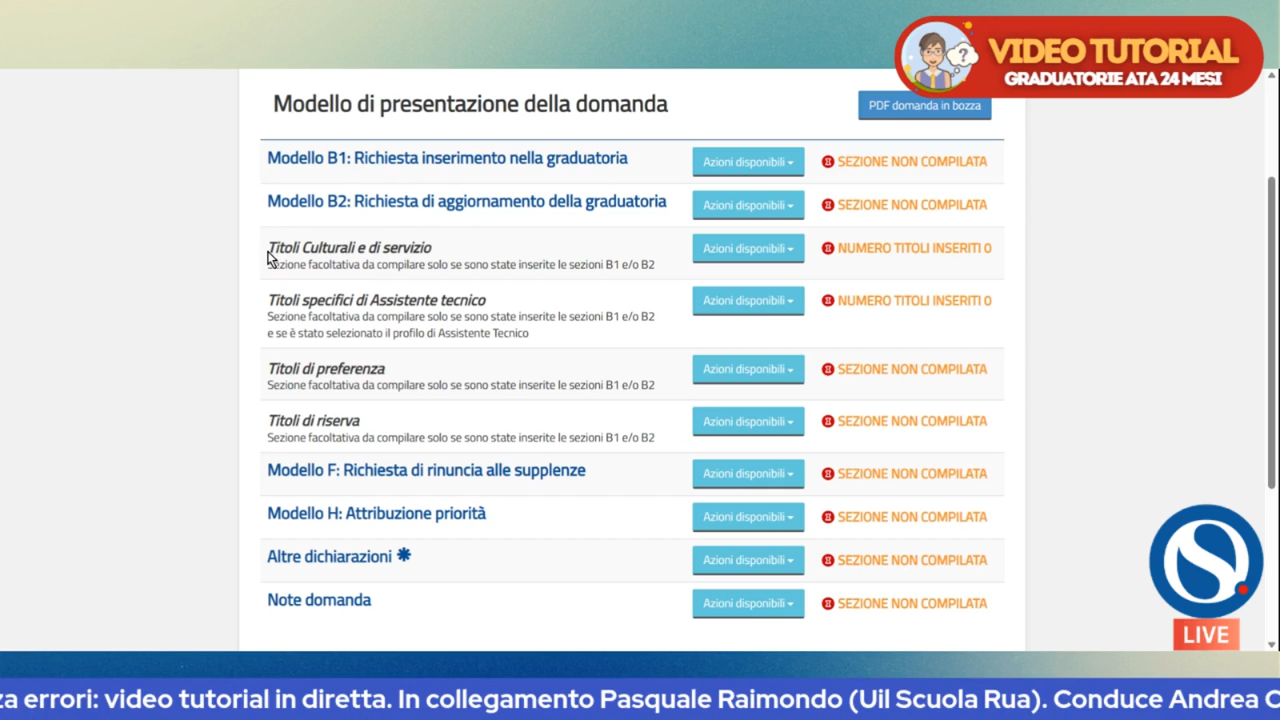 VIDEO TUTORIAL
GRADUATORIE ATA 24 MESI
Modello di presentazione della domanda
PDF domanda in bozza
Modello B1: Richiesta inserimento nella graduatoria
Azioni disponibili
SEZIONE NON COMPILATA
Modello B2: Richiesta di aggiornamento della graduatoria
Azioni disponibili
SEZIONE NON COMPILATA
Titoli Culturali e di servizio
Sezione facoltativa da compilare solo se sono state inserite le sezioni B1 e/o B2
Azioni disponibili
NUMERO TITOLI INSERITI 0
Titoli specifici di Assistente tecnico
Sezione facoltativa da compilare solo se sono state inserite le sezioni B1 e/o B2
e se è stato selezionato il profilo di Assistente Tecnico
Azioni disponibili
NUMERO TITOLI INSERITI 0
Titoli di preferenza
Sezione facoltativa da compilare solo se sono state inserite le sezioni B1 e/o B2
Azioni disponibili
SEZIONE NON COMPILATA
Titoli di riserva
Sezione facoltativa da compilare solo se sono state inserite le sezioni B1 e/o B2
Azioni disponibili
SEZIONE NON COMPILATA
Modello F: Richiesta di rinuncia alle supplenze
Azioni disponibili
SEZIONE NON COMPILATA
Modello H: Attribuzione priorità
Azioni disponibili
SEZIONE NON COMPILATA
Altre dichiarazioni *
Azioni disponibili
SEZIONE NON COMPILATA
Note domanda
Azioni disponibili
SEZIONE NON COMPILATA
LIVE
za errori: video tutorial in diretta. In collegamento Pasquale Raimondo (Uil Scuola Rua). Conduce Andrea